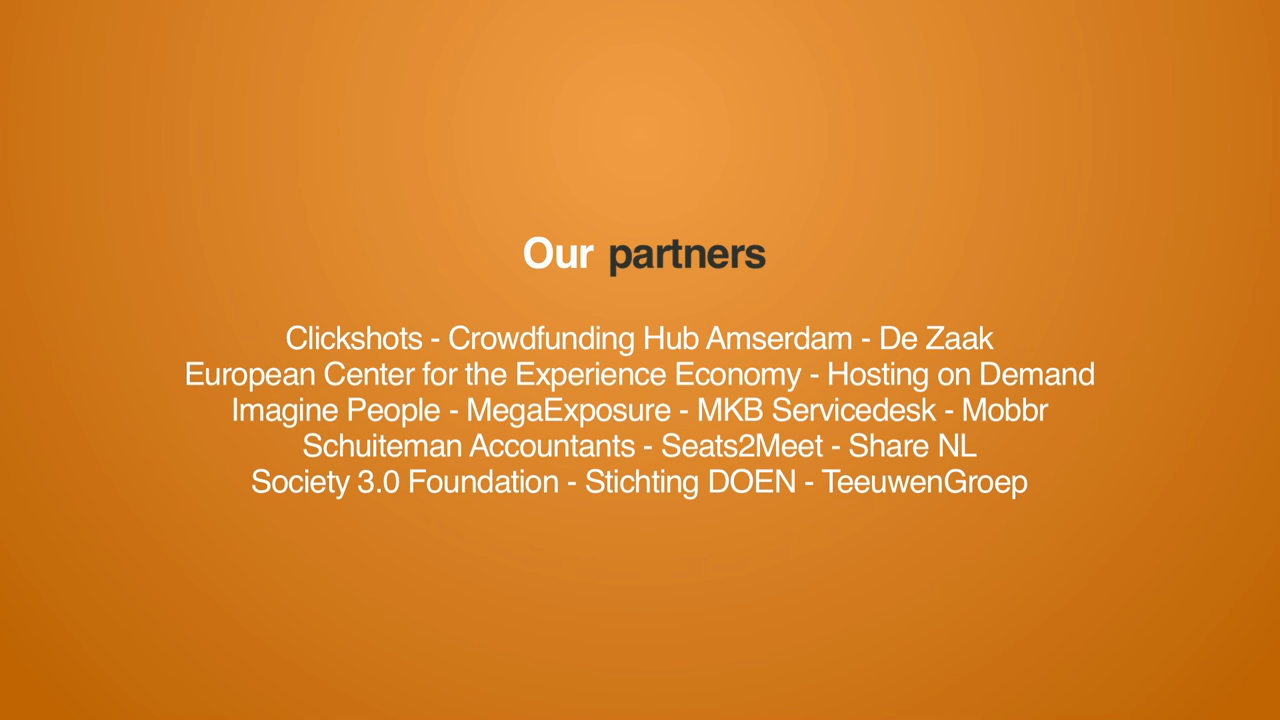 Our partners
Clickshots - Crowdfunding Hub Amserdam - De Zaak
European Center for the Experience Economy - Hosting on Demand
Imagine People - MegaExposure - MKB Servicedesk - Mobbr
Schuiteman Accountants - Seats2Meet - Share NL
Society 3.0 Foundation - Stichting DOEN - TeeuwenGroep